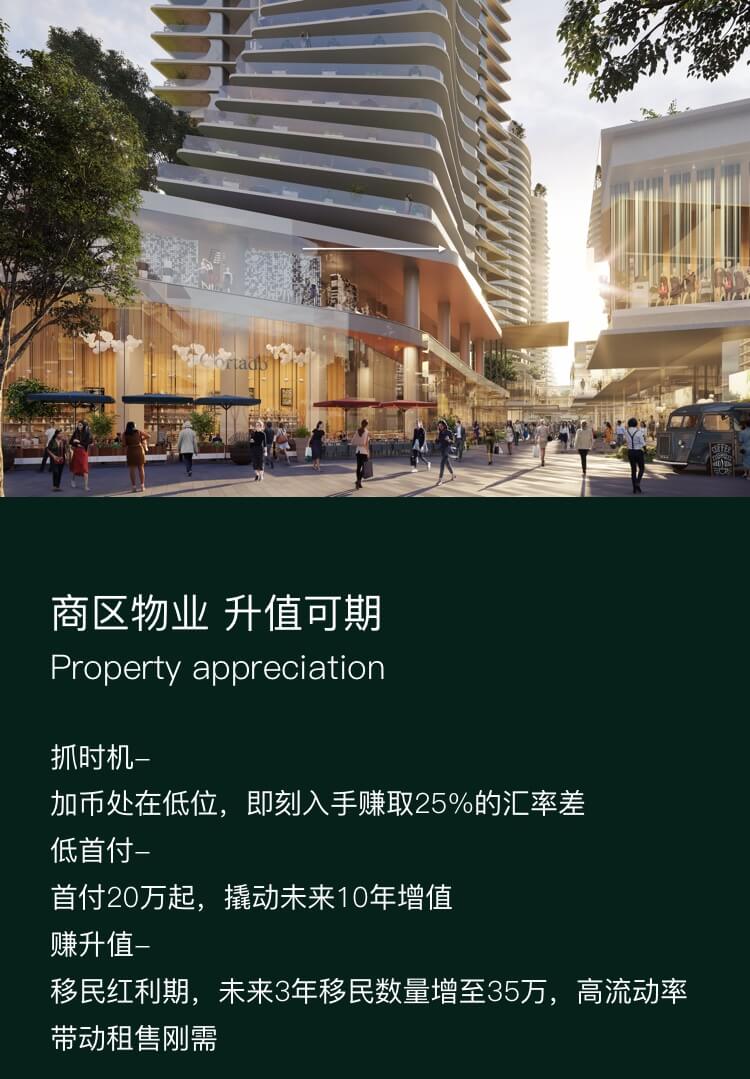 Cortado
COFFEE
商区物业 升值可期
Property appreciation
抓时机–
加币处在低位，即刻入手赚取25%的汇率差
低首付–
首付20万起，撬动未来10年增值
赚升值–
移民红利期，未来3年移民数量增至35万，高流动率
带动租售刚需